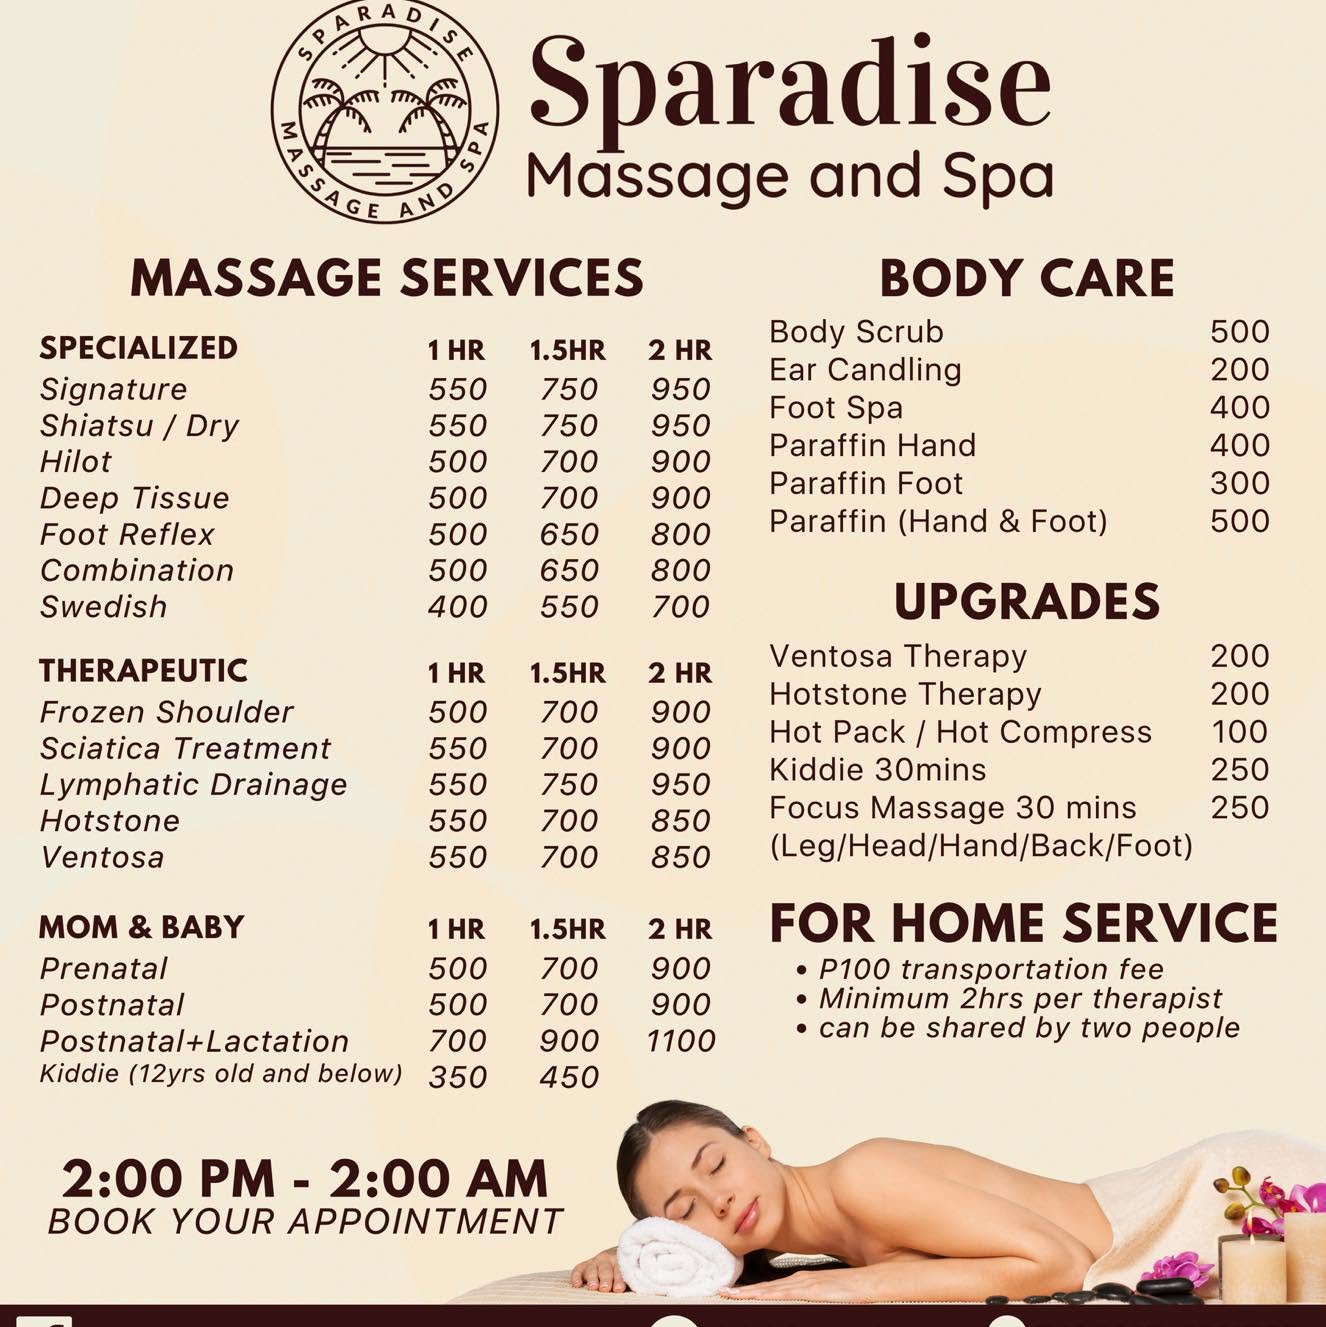 SPARADISE
MASSAGE AND SPA
Sparadise
Massage and Spa
MASSAGE SERVICES
SPECIALIZED 1 HR 1.5HR 2 HR
Signature 550 750 950
Shiatsu / Dry 550 750 950
Hilot 500 700 900
Deep Tissue 500 700 900
Foot Reflex 500 650 800
Combination 500 650 800
Swedish 400 550 700
THERAPEUTIC 1 HR 1.5HR 2 HR
Frozen Shoulder 500 700 900
Sciatica Treatment 550 700 900
Lymphatic Drainage 550 750 950
Hotstone 550 700 850
Ventosa 550 700 850
MOM & BABY 1 HR 1.5HR 2 HR
Prenatal 500 700 900
Postnatal 500 700 900
Postnatal+Lactation 700 900 1100
Kiddie (12yrs old and below) 350 450
2:00 PM - 2:00 AM
BOOK YOUR APPOINTMENT
BODY CARE
Body Scrub 500
Ear Candling 200
Foot Spa 400
Paraffin Hand 400
Paraffin Foot 300
Paraffin (Hand & Foot) 500
UPGRADES
Ventosa Therapy 200
Hotstone Therapy 200
Hot Pack / Hot Compress 100
Kiddie 30mins 250
Focus Massage 30 mins 250
(Leg/Head/Hand/Back/Foot)
FOR HOME SERVICE
• P100 transportation fee
• Minimum 2hrs per therapist
• can be shared by two people